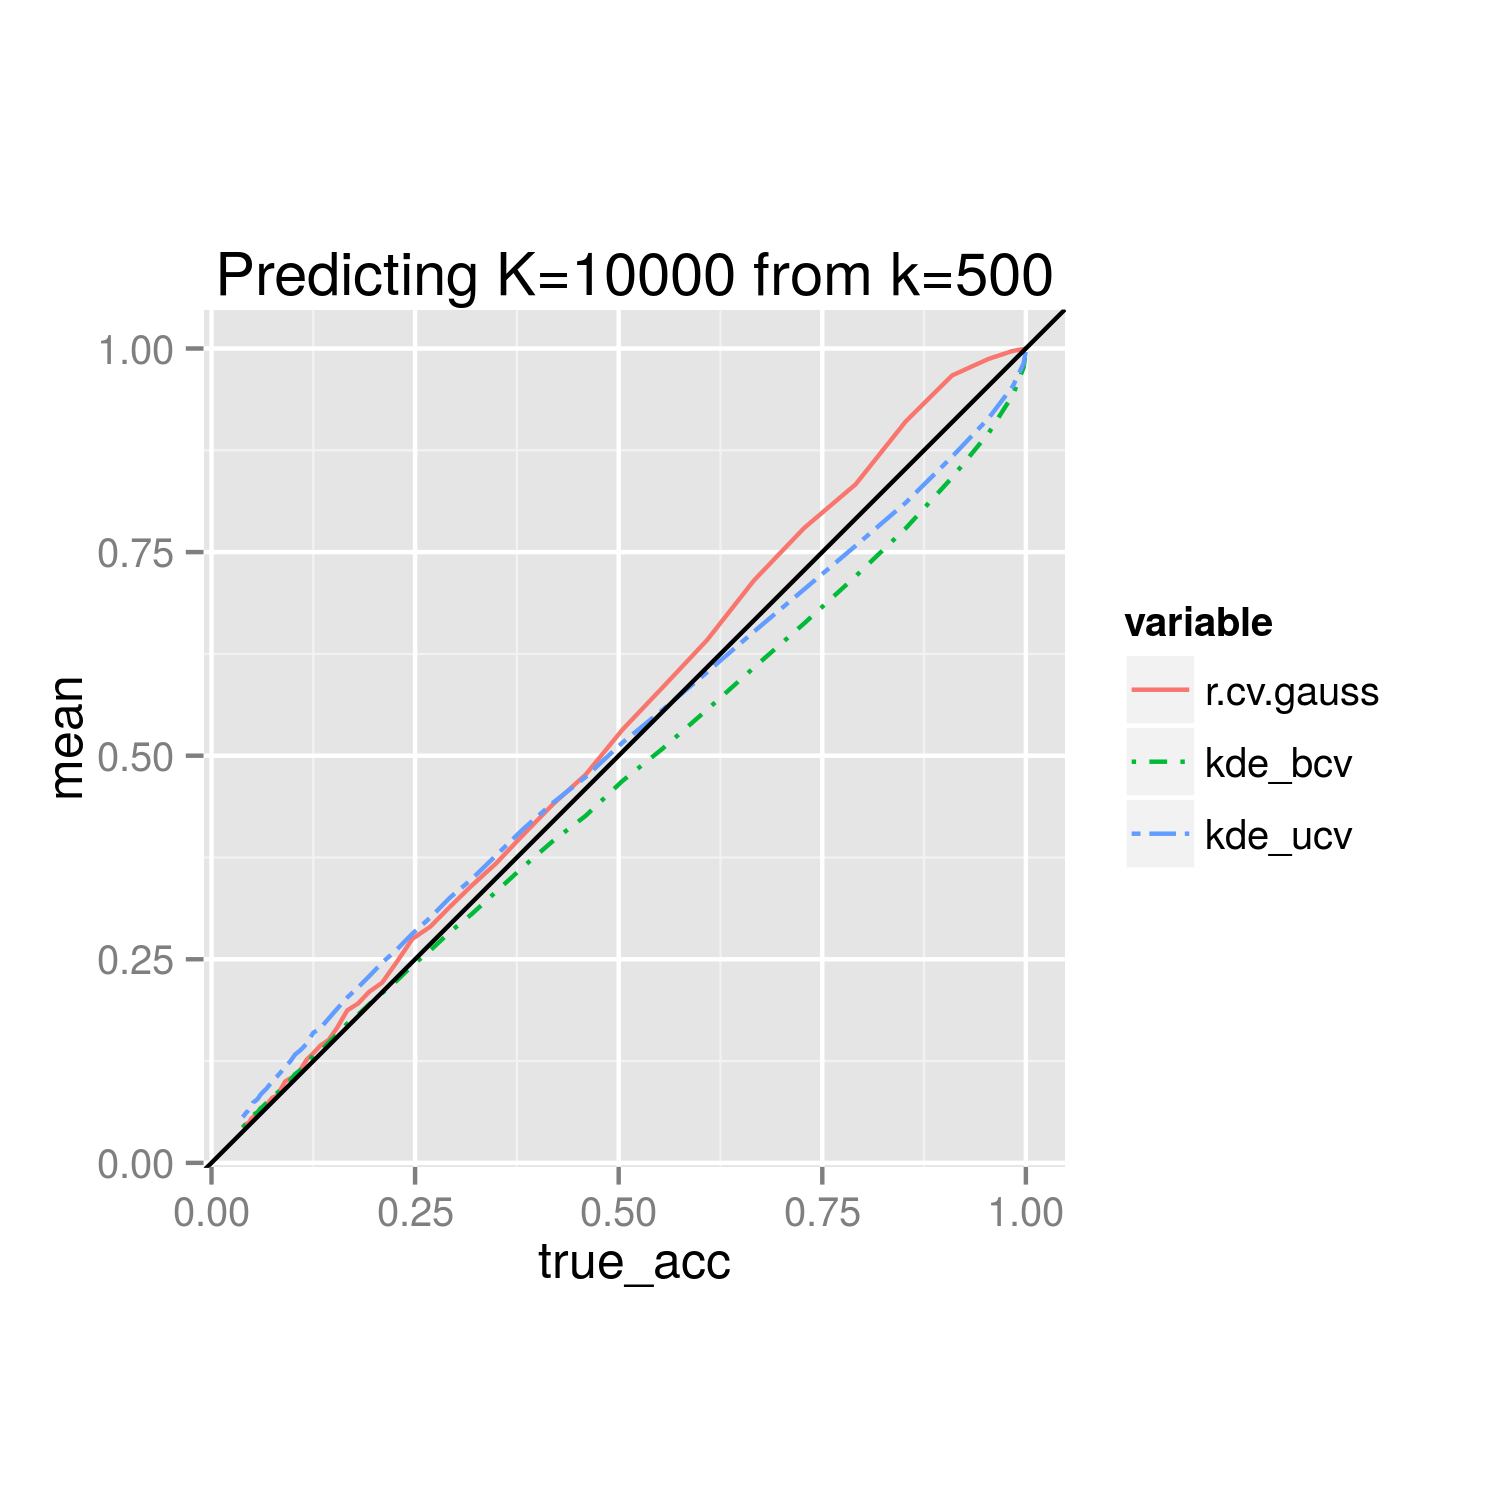 Predicting K=10000 from k=500
1.00
0.75
0.50
0.25
0.00
mean
0.00 0.25 0.50 0.75 1.00
true_acc
variable
r.cv.gauss
kde_bcv
kde_ucv